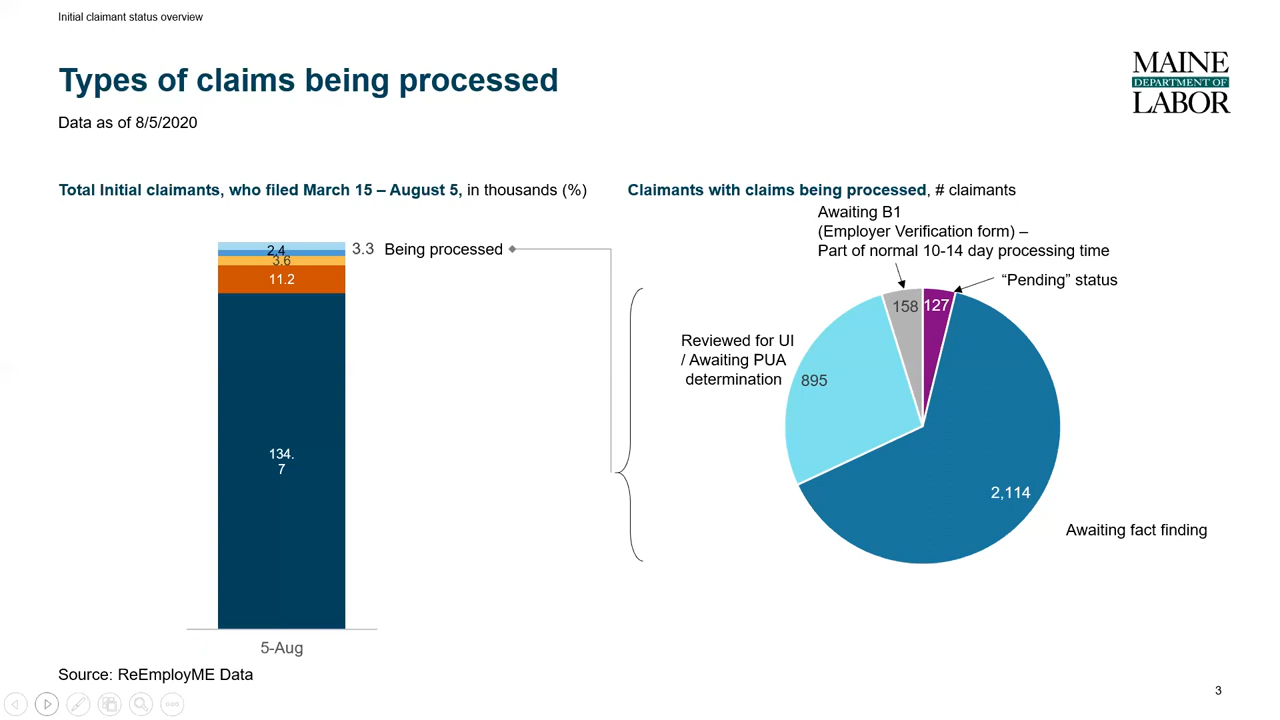 Initial claimant status overview
Types of claims being processed
Data as of 8/5/2020
MAINE
DEPARTMENT OF
LABOR
Total Initial claimants, who filed March 15 – August 5, in thousands (%)
2.4
3.6
11.2
134.
7
3.3 Being processed
5-Aug
Claimants with claims being processed, # claimants
Awaiting B1
(Employer Verification form) –
Part of normal 10-14 day processing time
“Pending” status
158
127
Reviewed for UI
/ Awaiting PUA
determination
895
2,114
Awaiting fact finding
Source: ReEmployME Data
3